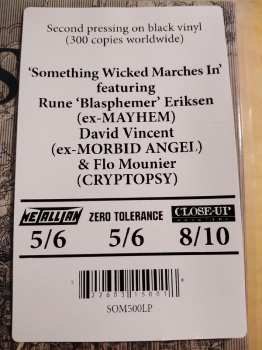 Second pressing on black vinyl
(300 copies worldwide)
‘Something Wicked Marches In’
featuring
Rune ‘Blasphemer’ Eriksen
(ex-MAYHEM)
David Vincent
(ex-MORBID ANGEL)
& Flo Mounier
(CRYPTOPSY)
METALLIAN ZERO TOLERANCE CLOSE-UP
5/6 5/6 8/10
SOM500LP